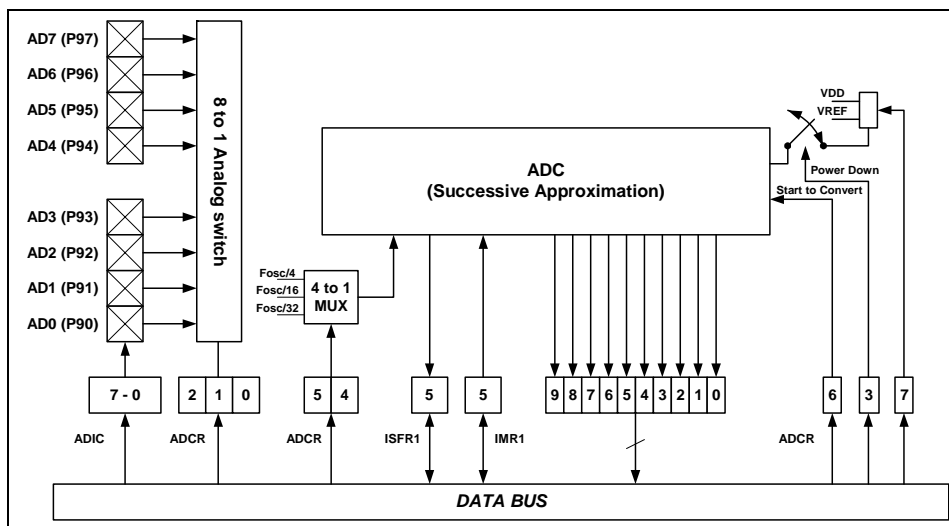 AD7 (P97)
AD6 (P96)
AD5 (P95)
AD4 (P94)
AD3 (P93)
AD2 (P92)
AD1 (P91)
AD0 (P90)
8 to 1 Analog switch
ADC
(Successive Approximation)
VDD
VREF
Power Down
Start to Convert
Fosc/4
Fosc/16
Fosc/32
4 to 1
MUX
7 - 0
2 1 0
5 4
5
5
9 8 7 6 5 4 3 2 1 0
6
3
7
ADIC
ADCR
ADCR
ISFR1
IMR1
ADCR
DATA BUS